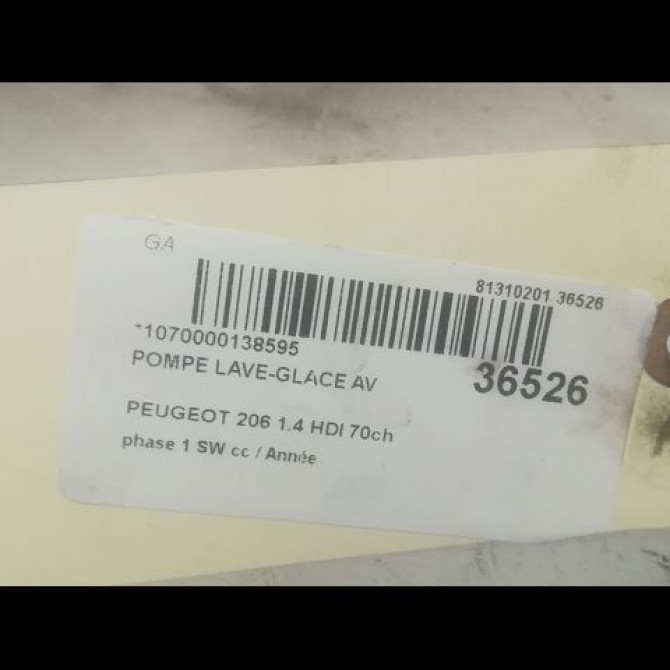 GA
81310201 36526
*1070000138595
36526
POMPE LAVE-GLACE AV
PEUGEOT 206 1.4 HDI 70ch
phase 1 SW cc / Année